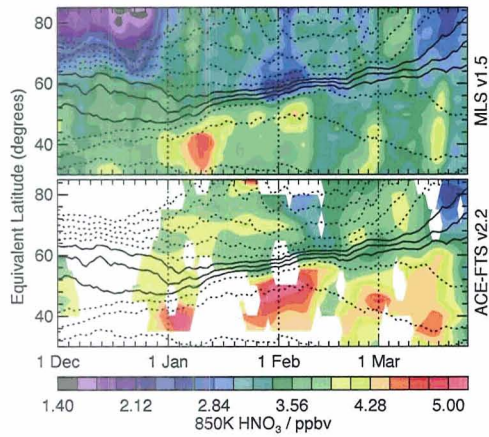 80
60
40
MLS v1.5
Equivalent Latitude (degrees)
80
60
40
ACE-FTS v2.2
1 Dec 1 Jan 1 Feb 1 Mar
1.40 2.12 2.84 3.56 4.28 5.00
850K HNO₃ / ppbv